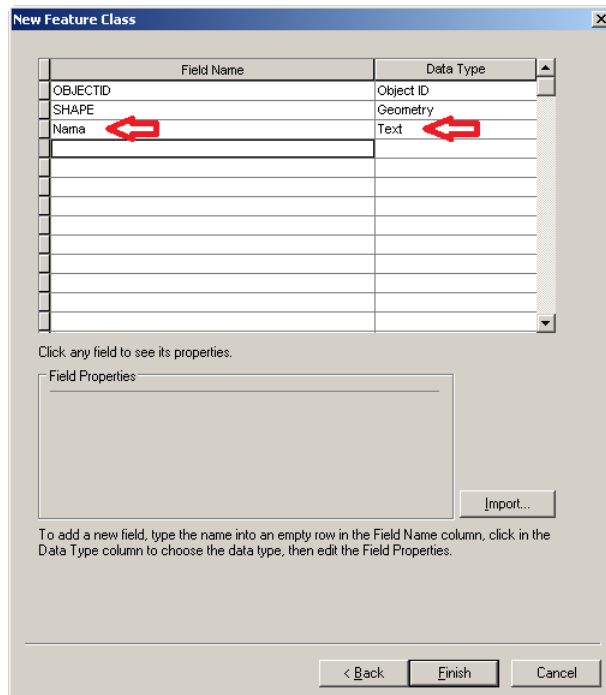 New Feature Class
Field Name Data Type
OBJECTID Object ID
SHAPE Geometry
Nama Text
Click any field to see its properties.
Field Properties
Import...
To add a new field, type the name into an empty row in the Field Name column, click in the
Data Type column to choose the data type, then edit the Field Properties.
< Back Finish Cancel